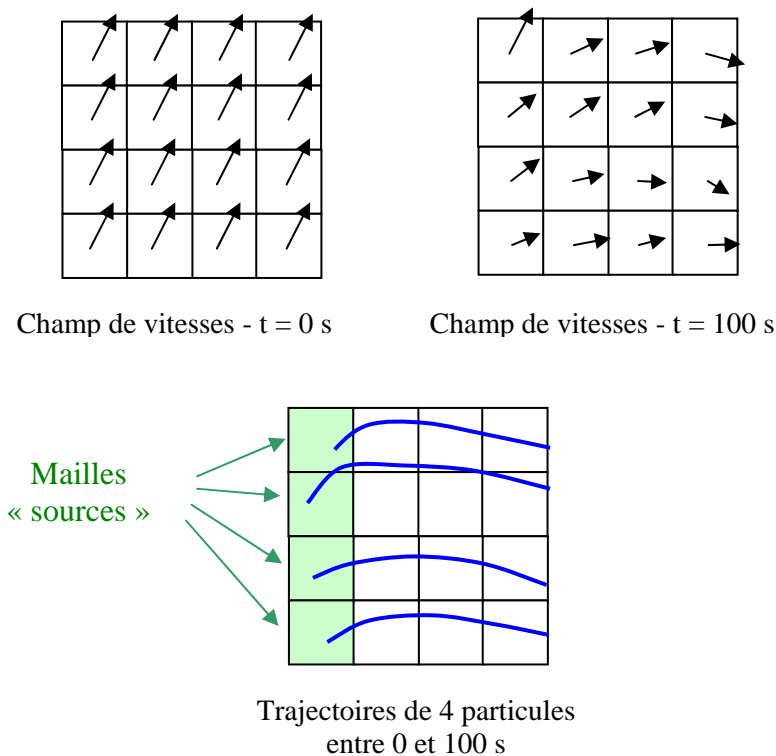 Champ de vitesses - t = 0 s
Champ de vitesses - t = 100 s
Mailles
« sources »
Trajectoires de 4 particules
entre 0 et 100 s